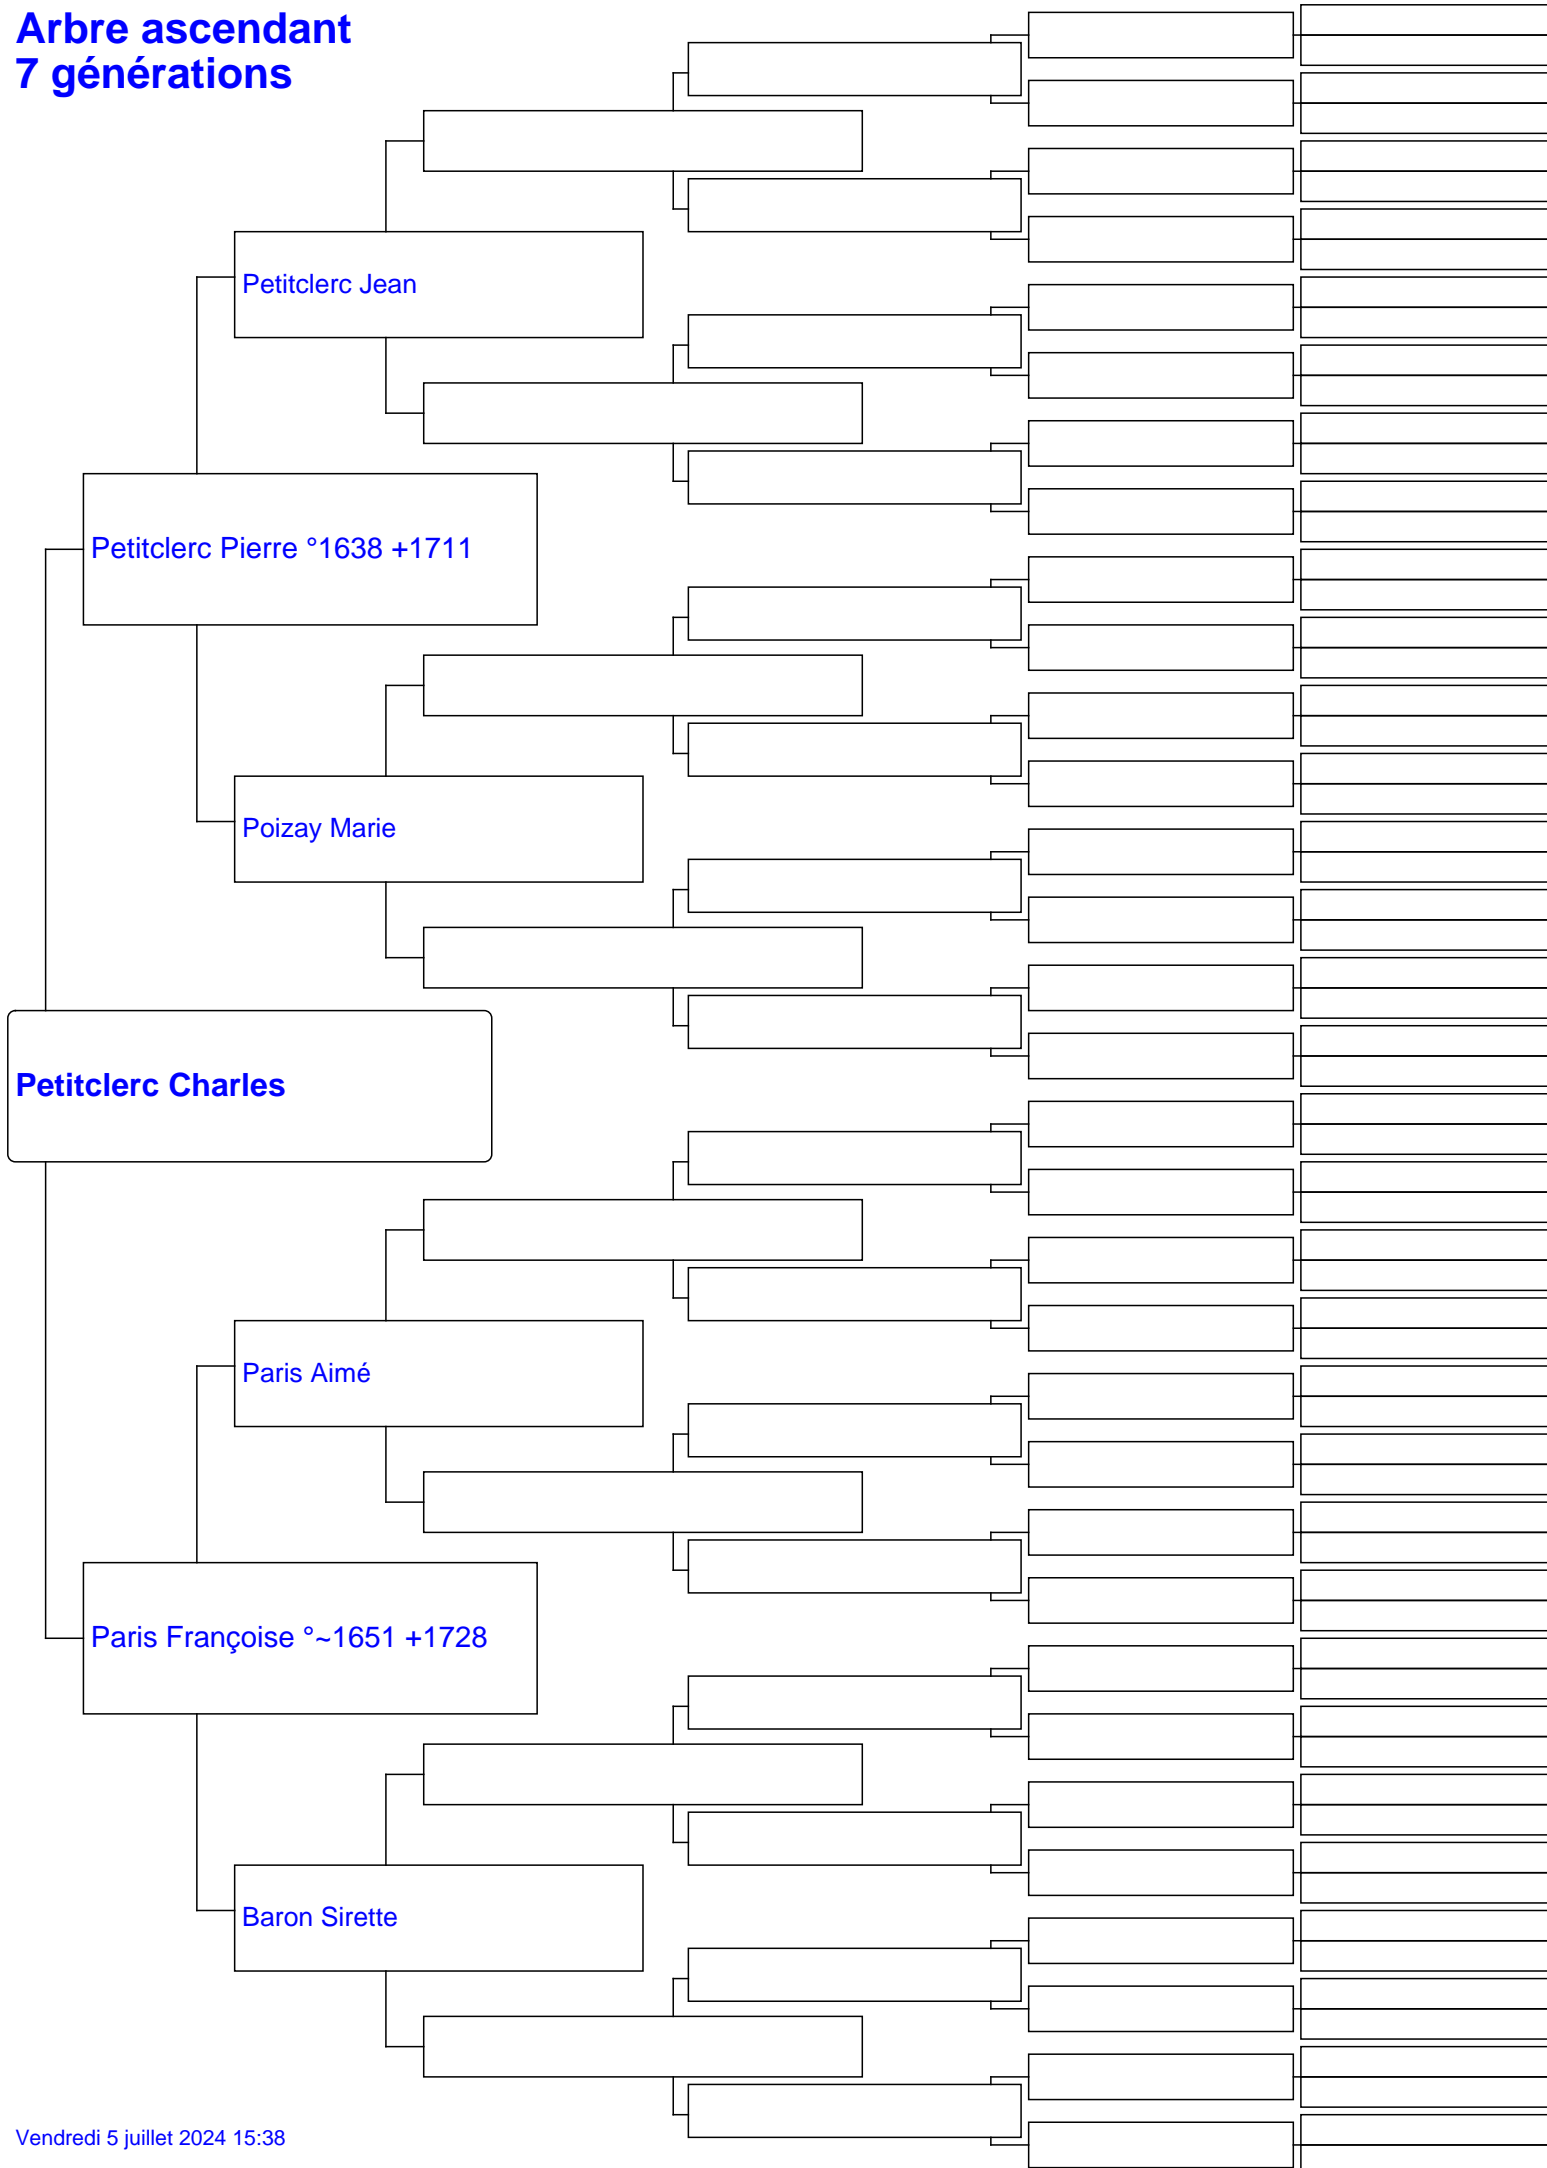 Arbre ascendant
7 générations
Petitclerc Jean
Petitclerc Pierre °1638 +1711
Poizay Marie
Petitclerc Charles
Paris Aimé
Paris Françoise °~1651 +1728
Baron Sirette
Vendredi 5 juillet 2024 15:38